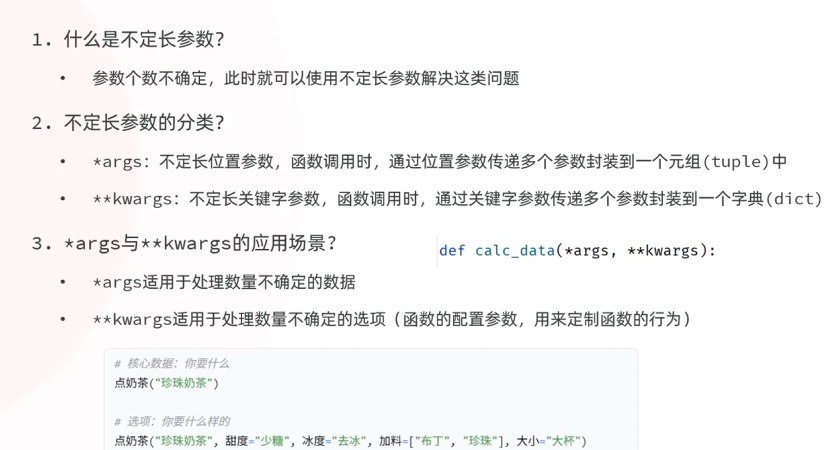 1. 什么是不定长参数？
• 参数个数不确定，此时就可以使用不定长参数解决这类问题
2. 不定长参数的分类？
• *args：不定长位置参数，函数调用时，通过位置参数传递多个参数封装到一个元组(tuple)中
• **kwargs：不定长关键字参数，函数调用时，通过关键字参数传递多个参数封装到一个字典(dict)
3. *args与**kwargs的应用场景？
def calc_data(*args, **kwargs):
• *args适用于处理数量不确定的数据
• **kwargs适用于处理数量不确定的选项（函数的配置参数，用来定制函数的行为）
# 核心数据：你要什么
点奶茶("珍珠奶茶")
# 选项：你要什么样的
点奶茶("珍珠奶茶", 甜度="少糖", 冰度="去冰", 加料=["布丁", "珍珠"], 大小="大杯")